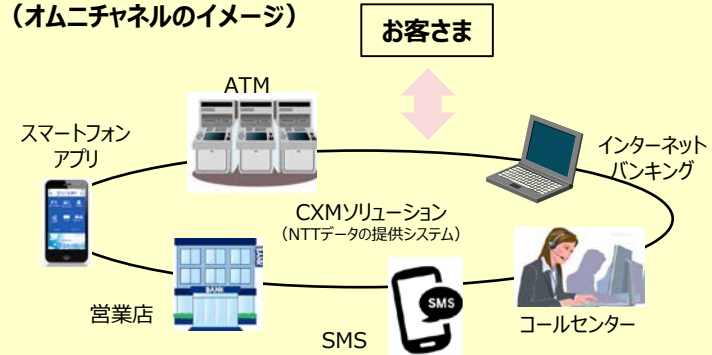 （オムニチャネルのイメージ）
お客さま
ATM
スマートフォン
アプリ
インターネット
バンキング
CXMソリューション
（NTTデータの提供システム）
BANK
営業店
SMS
SMS
コールセンター